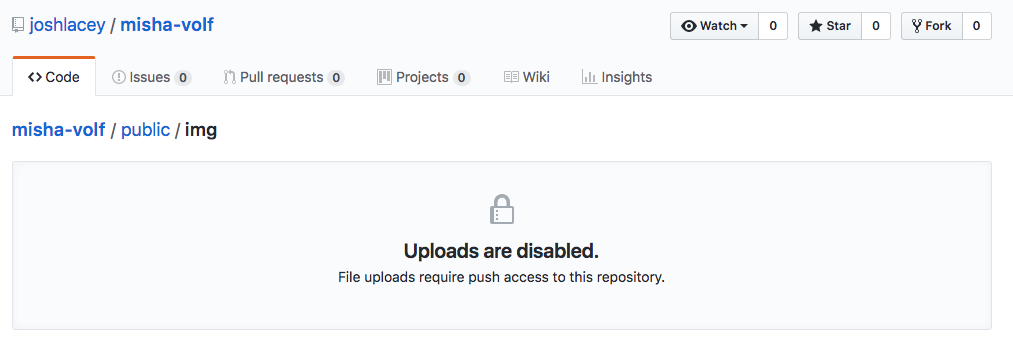 joshlacey / misha-volf Watch 0 Star 0 Fork 0
Code Issues 0 Pull requests 0 Projects 0 Wiki Insights
misha-volf / public / img
Uploads are disabled.
File uploads require push access to this repository.